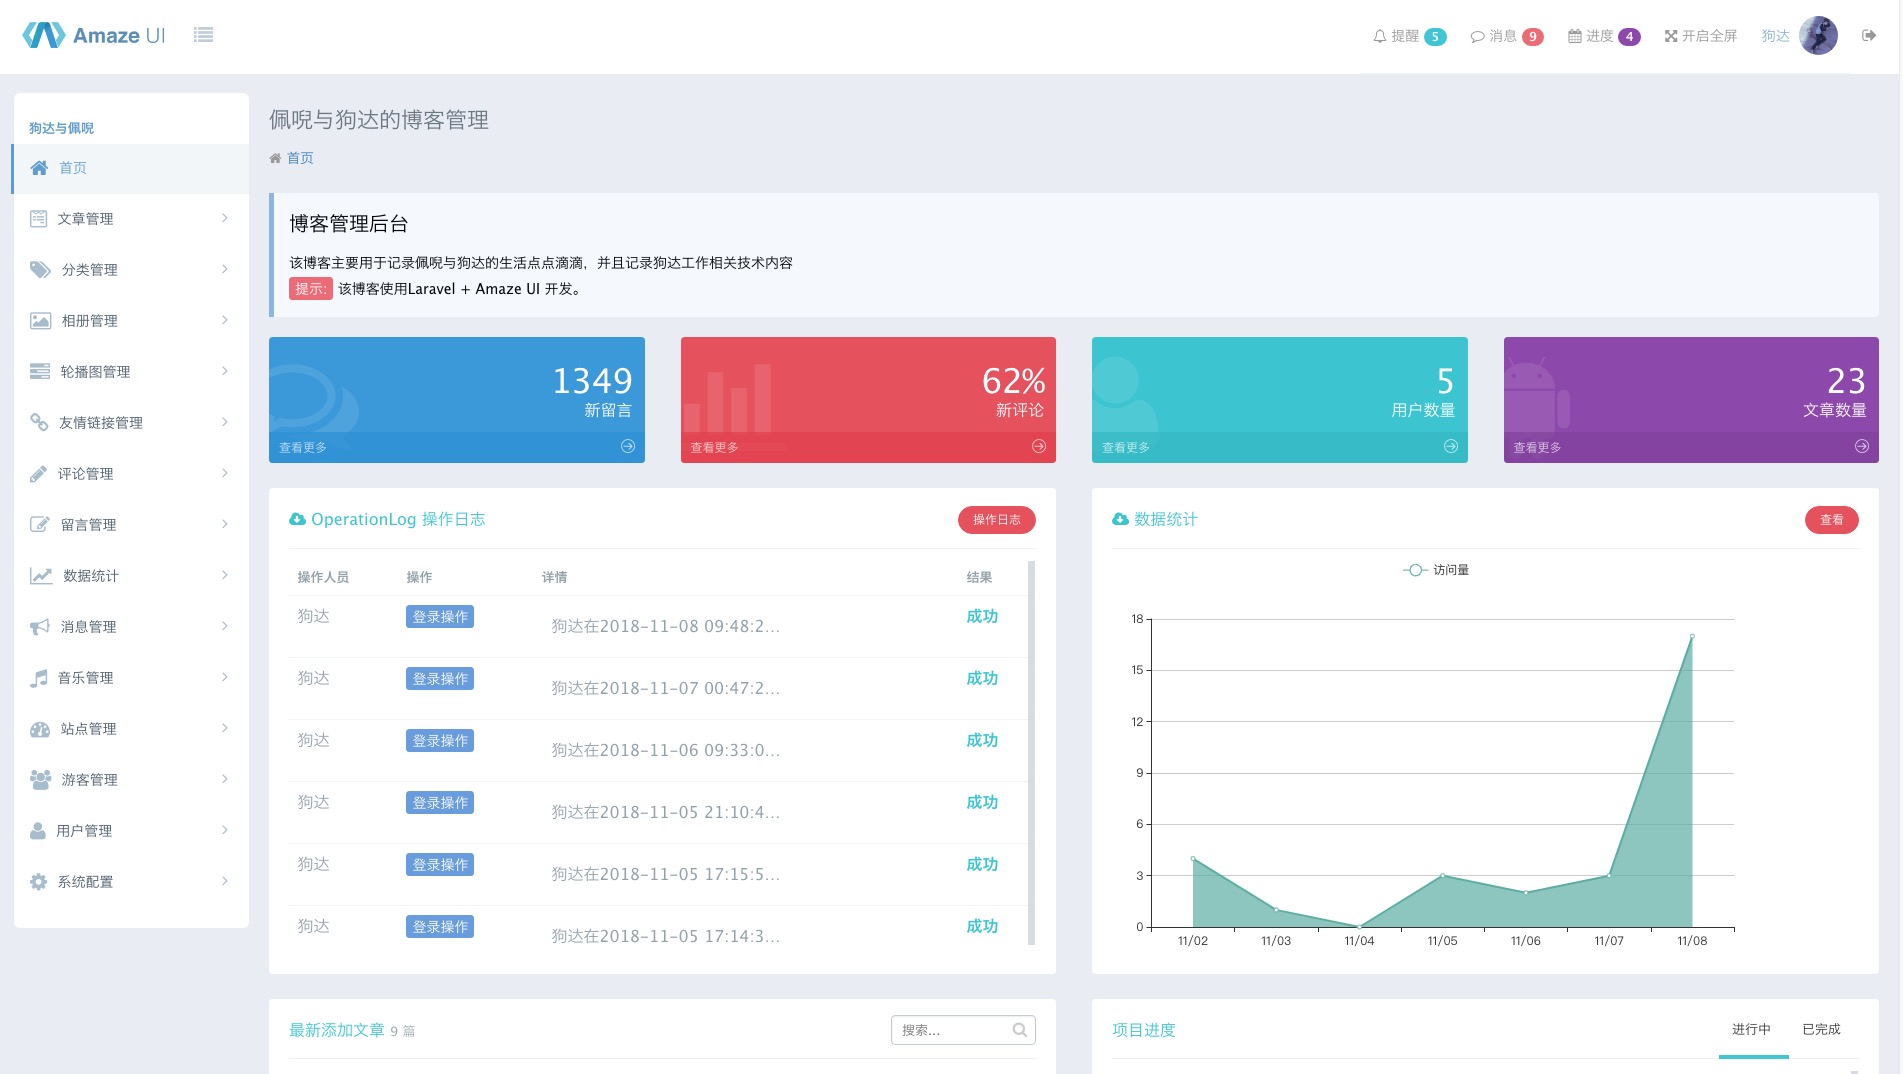 Amaze UI
提醒 5 消息 9 进度 4 开启全屏 狗达
狗达与佩唲
首页
文章管理
分类管理
相册管理
轮播图管理
友情链接管理
评论管理
留言管理
数据统计
消息管理
音乐管理
站点管理
游客管理
用户管理
系统配置
佩唲与狗达的博客管理
首页
博客管理后台
该博客主要用于记录佩唲与狗达的生活点点滴滴，并且记录狗达工作相关技术内容
提示: 该博客使用Laravel + Amaze UI 开发。
1349
新留言
查看更多
62%
新评论
查看更多
5
用户数量
查看更多
23
文章数量
查看更多
OperationLog 操作日志 操作日志
操作人员 操作 详情 结果
狗达 登录操作 狗达在2018-11-08 09:48:2... 成功
狗达 登录操作 狗达在2018-11-07 00:47:2... 成功
狗达 登录操作 狗达在2018-11-06 09:33:0... 成功
狗达 登录操作 狗达在2018-11-05 21:10:4... 成功
狗达 登录操作 狗达在2018-11-05 17:15:5... 成功
狗达 登录操作 狗达在2018-11-05 17:14:3... 成功
数据统计 查看
访问量
18
15
12
9
6
3
0
11/02 11/03 11/04 11/05 11/06 11/07 11/08
最新添加文章 9 篇 搜索...
项目进度 进行中 已完成